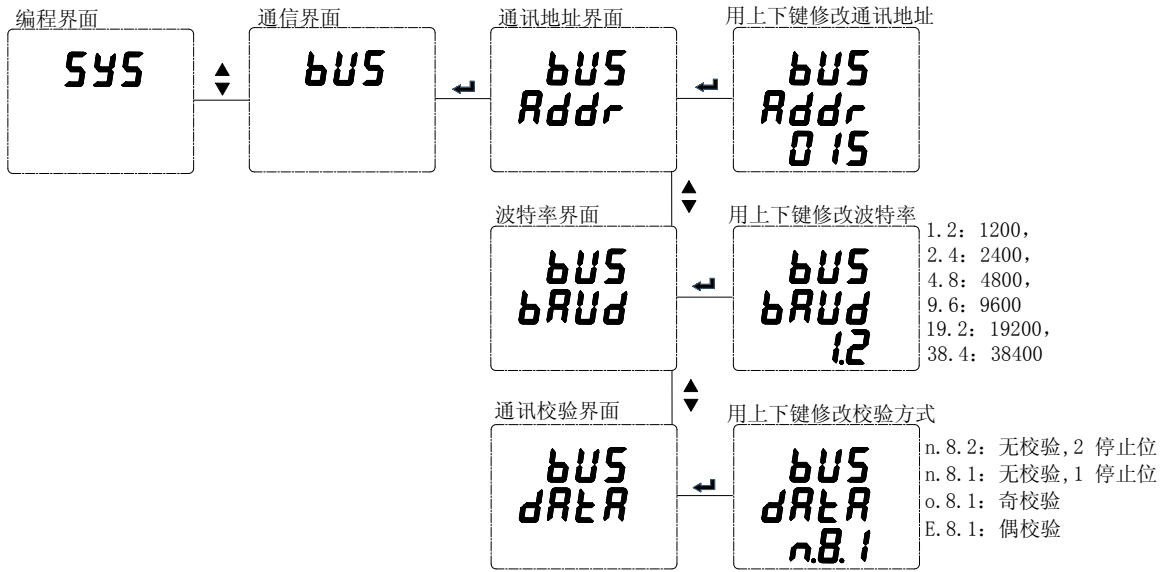 编程界面
SYS
通信界面
bUS
通讯地址界面
bUS
Addr
用上下键修改通讯地址
bUS
Addr
015
波特率界面
bUS
bAUd
用上下键修改波特率
bUS
bAUd
1.2
1.2: 1200,
2.4: 2400,
4.8: 4800,
9.6: 9600
19.2: 19200,
38.4: 38400
通讯校验界面
bUS
dAtA
用上下键修改校验方式
bUS
dAtA
n.8.1
n.8.2: 无校验,2 停止位
n.8.1: 无校验,1 停止位
o.8.1: 奇校验
E.8.1: 偶校验